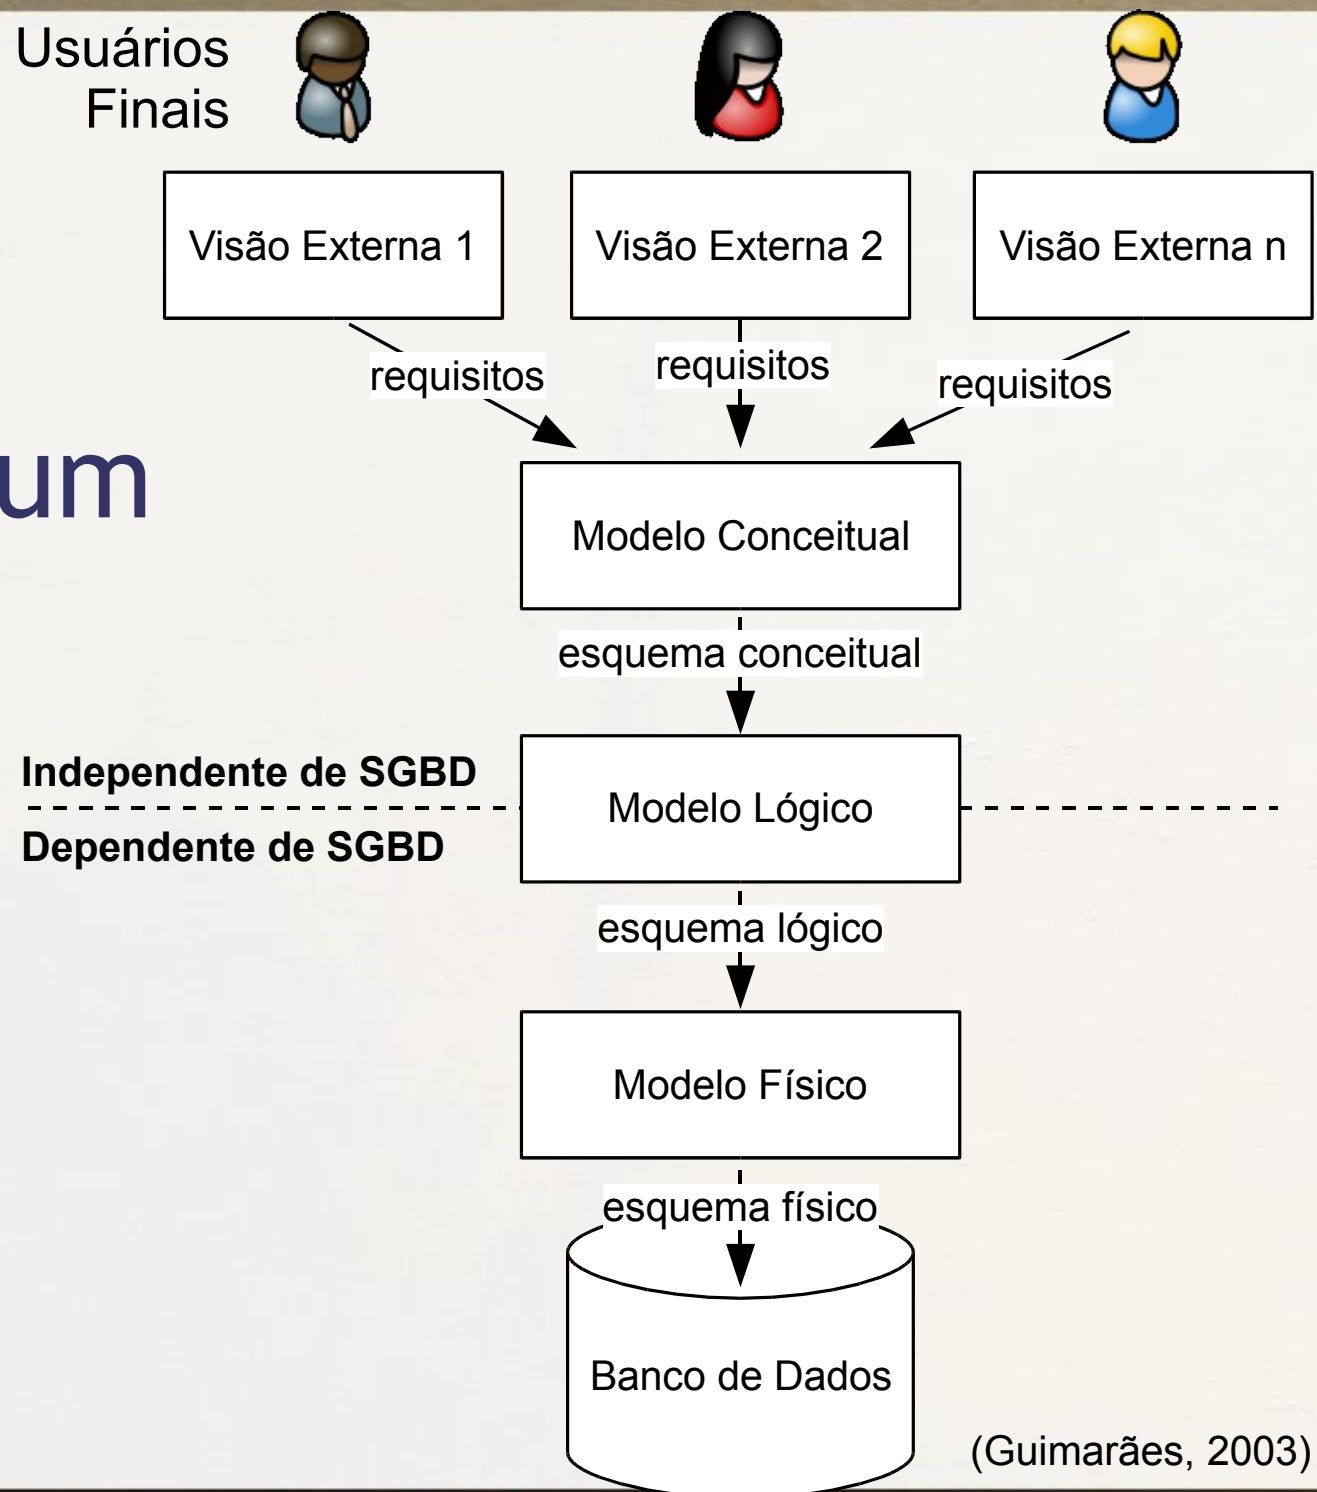 Usuários
Finais
Visão Externa 1
Visão Externa 2
Visão Externa n
requisitos
requisitos
requisitos
um
Modelo Conceitual
esquema conceitual
Independente de SGBD
Modelo Lógico
Dependente de SGBD
esquema lógico
Modelo Físico
esquema físico
Banco de Dados
(Guimarães, 2003)